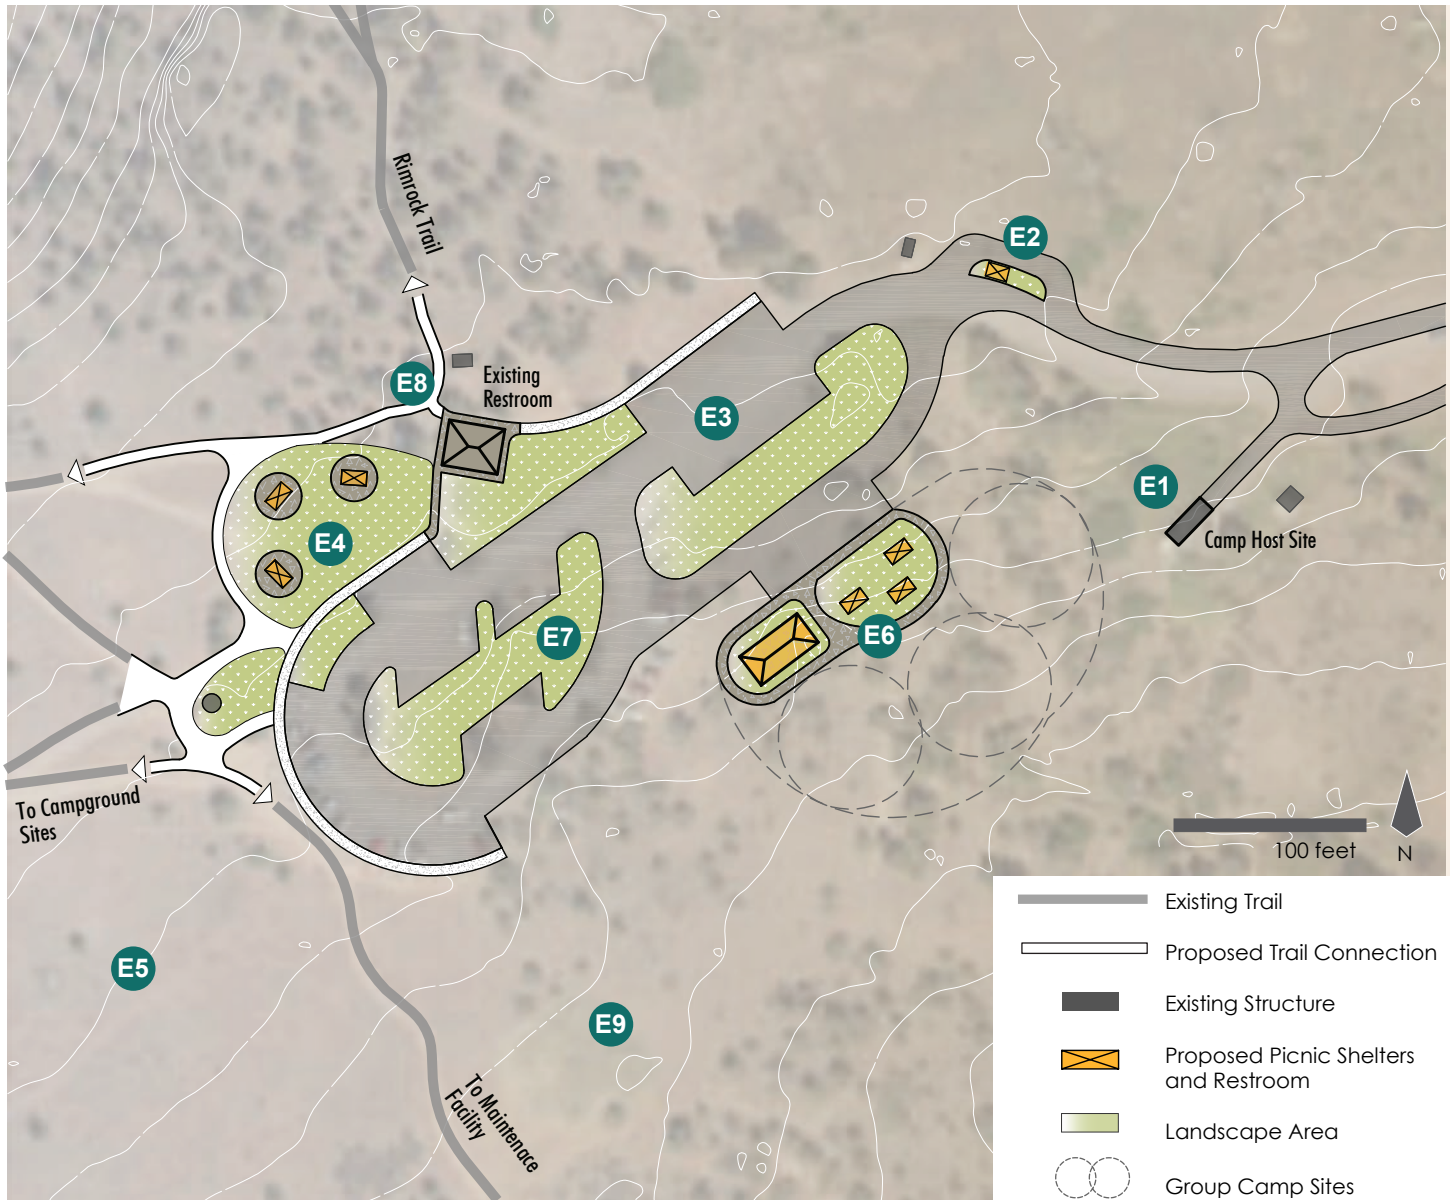 Rimrock Trail
E2
E8
Existing
Restroom
E3
E1
E4
Camp Host Site
E7
E6
To Campground
Sites
100 feet
N
E5
E9
To Maintenace
Facility
Existing Trail
Proposed Trail Connection
Existing Structure
Proposed Picnic Shelters
and Restroom
Landscape Area
Group Camp Sites